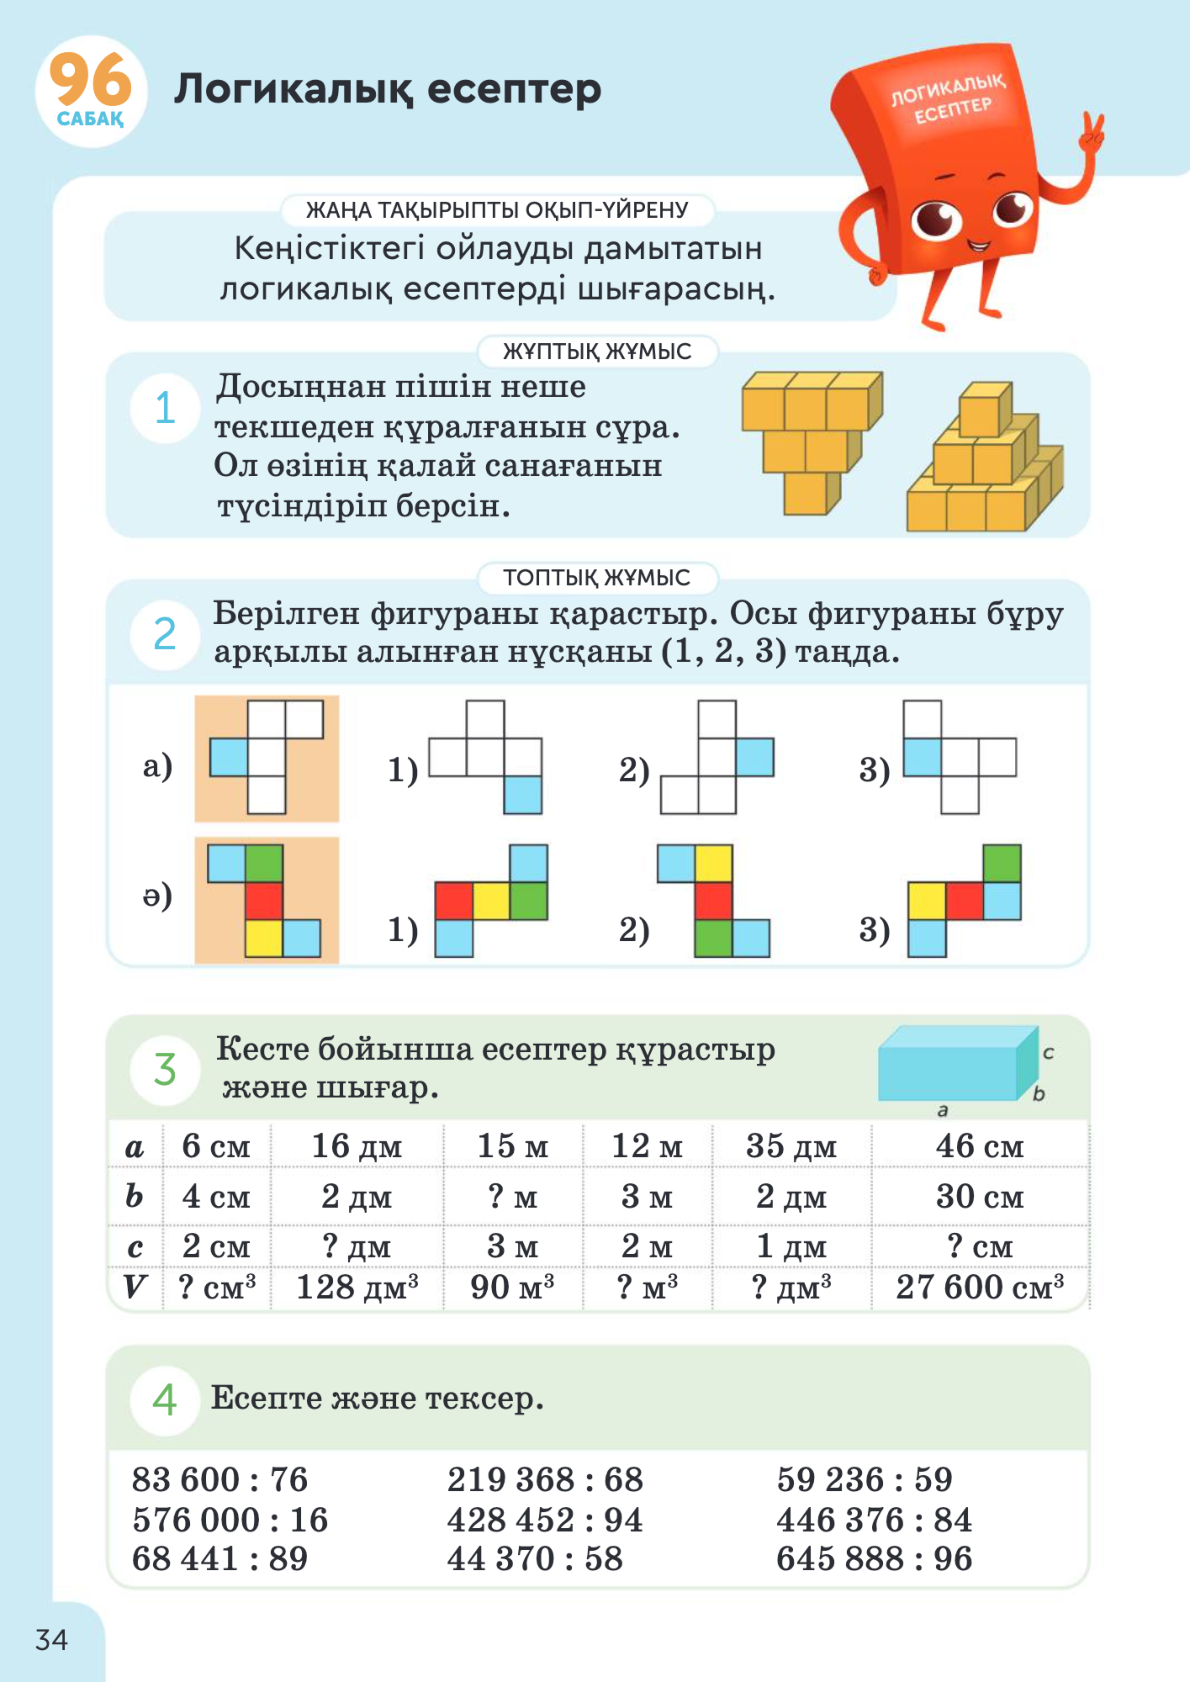 96
САБАҚ
Логикалық есептер
ЛОГИКАЛЫҚ
ЕСЕПТЕР
ЖАҢА ТАҚЫРЫПТЫ ОҚЫП-ҮЙРЕНУ
Кеңістіктегі ойлауды дамытатын
логикалық есептерді шығарасың.
ЖҰПТЫҚ ЖҰМЫС
1
Досыңнан пішін неше
текшеден құралғанын сұра.
Ол өзінің қалай санағанын
түсіндіріп берсін.
ТОПТЫҚ ЖҰМЫС
2
Берілген фигураны қарастыр. Осы фигураны бұру
арқылы алынған нұсқаны (1, 2, 3) таңда.
а) 1) 2) 3)
ә) 1) 2) 3)
3
Кесте бойынша есептер құрастыр
және шығар.
c
b
a
a 6 см 16 дм 15 м 12 м 35 дм 46 см
b 4 см 2 дм ? м 3 м 2 дм 30 см
c 2 см ? дм 3 м 2 м 1 дм ? см
V ? см³ 128 дм³ 90 м³ ? м³ ? дм³ 27 600 см³
4
Есепте және тексер.
83 600 : 76 219 368 : 68 59 236 : 59
576 000 : 16 428 452 : 94 446 376 : 84
68 441 : 89 44 370 : 58 645 888 : 96
34